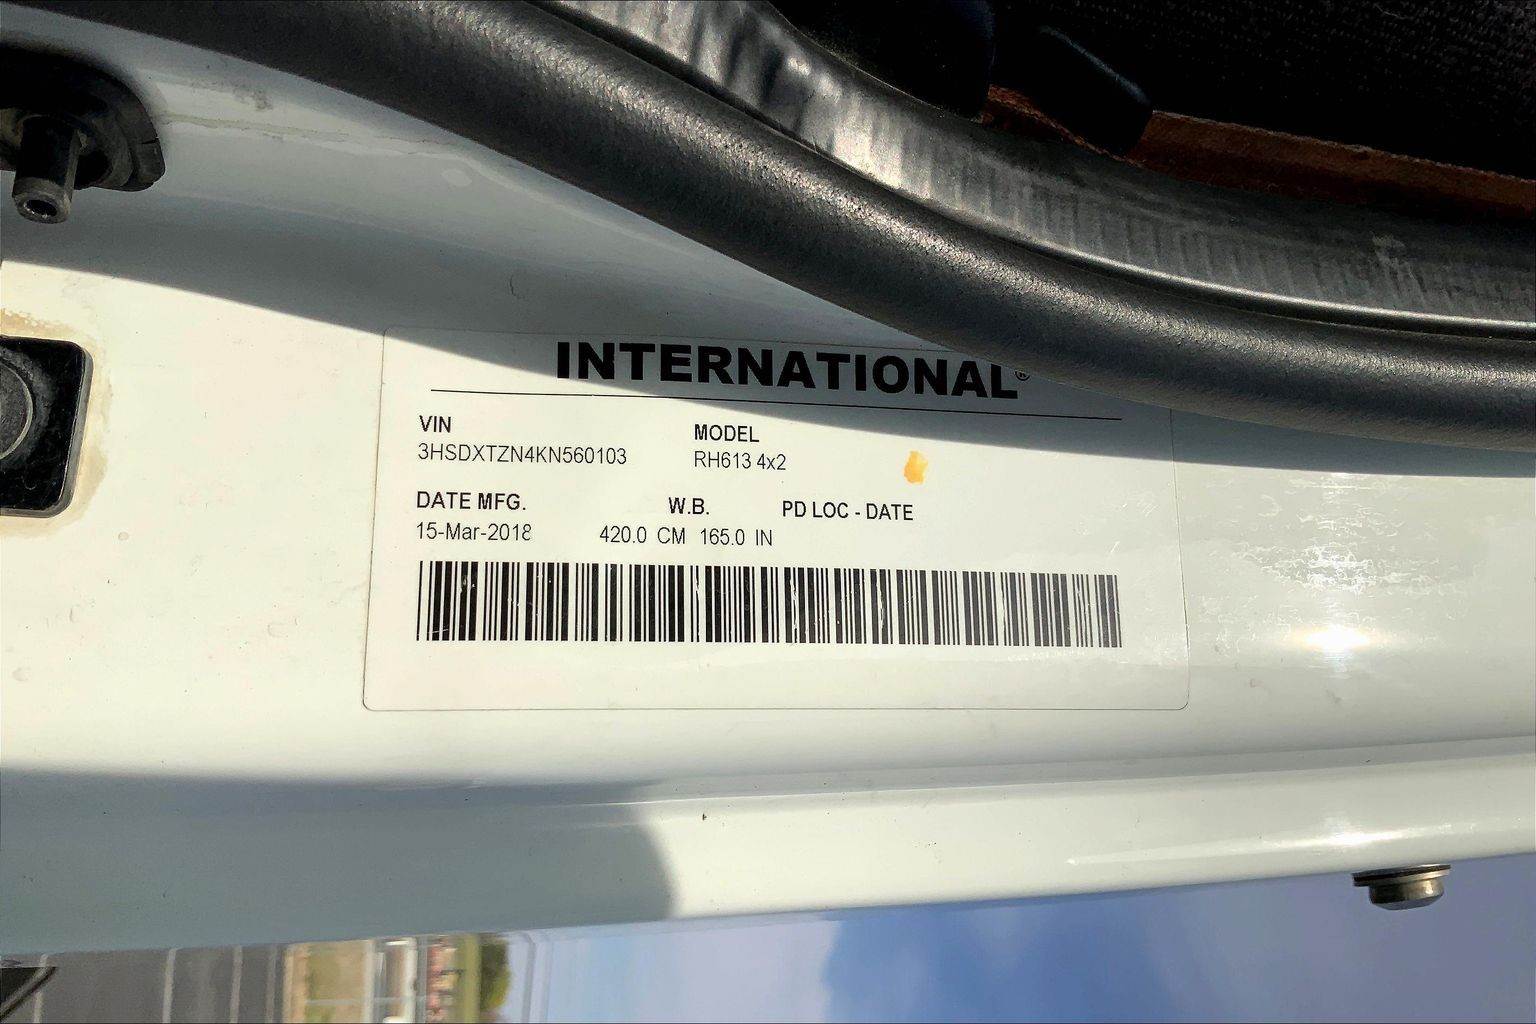 INTERNATIONAL®
VIN MODEL
3HSDXTZN4KN560103 RH613 4x2
DATE MFG. W.B. PD LOC - DATE
15-Mar-2018 420.0 CM 165.0 IN